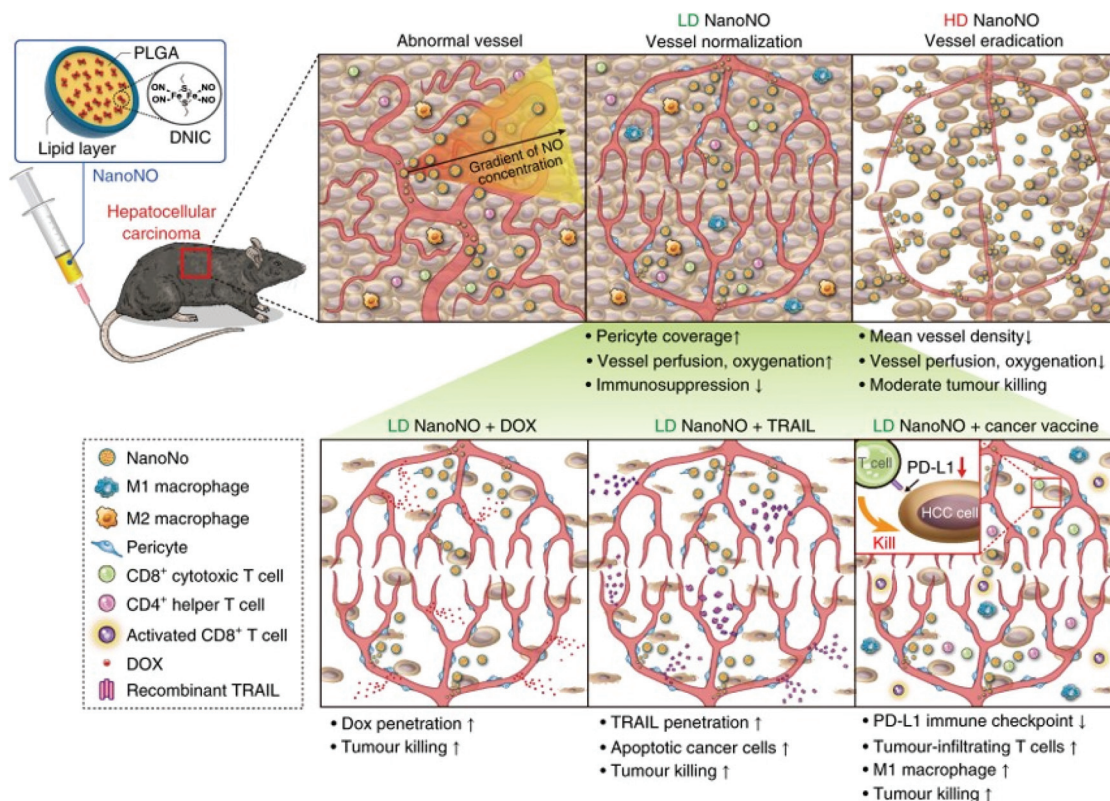 PLGA
ON
NO
S
Fe
Fe
S
ON
NO
Lipid layer
DNIC
NanoNO
Hepatocellular
carcinoma
Abnormal vessel
LD NanoNO
Vessel normalization
HD NanoNO
Vessel eradication
Gradient of NO
concentration
• Pericyte coverage↑
• Vessel perfusion, oxygenation↑
• Immunosuppression ↓
• Mean vessel density↓
• Vessel perfusion, oxygenation↓
• Moderate tumour killing
NanoNo
M1 macrophage
M2 macrophage
Pericyte
CD8⁺ cytotoxic T cell
CD4⁺ helper T cell
Activated CD8⁺ T cell
DOX
Recombinant TRAIL
LD NanoNO + DOX
LD NanoNO + TRAIL
LD NanoNO + cancer vaccine
T cell
PD-L1
HCC cell
Kill
• Dox penetration ↑
• Tumour killing ↑
• TRAIL penetration ↑
• Apoptotic cancer cells ↑
• Tumour killing ↑
• PD-L1 immune checkpoint ↓
• Tumour-infiltrating T cells ↑
• M1 macrophage ↑
• Tumour killing ↑